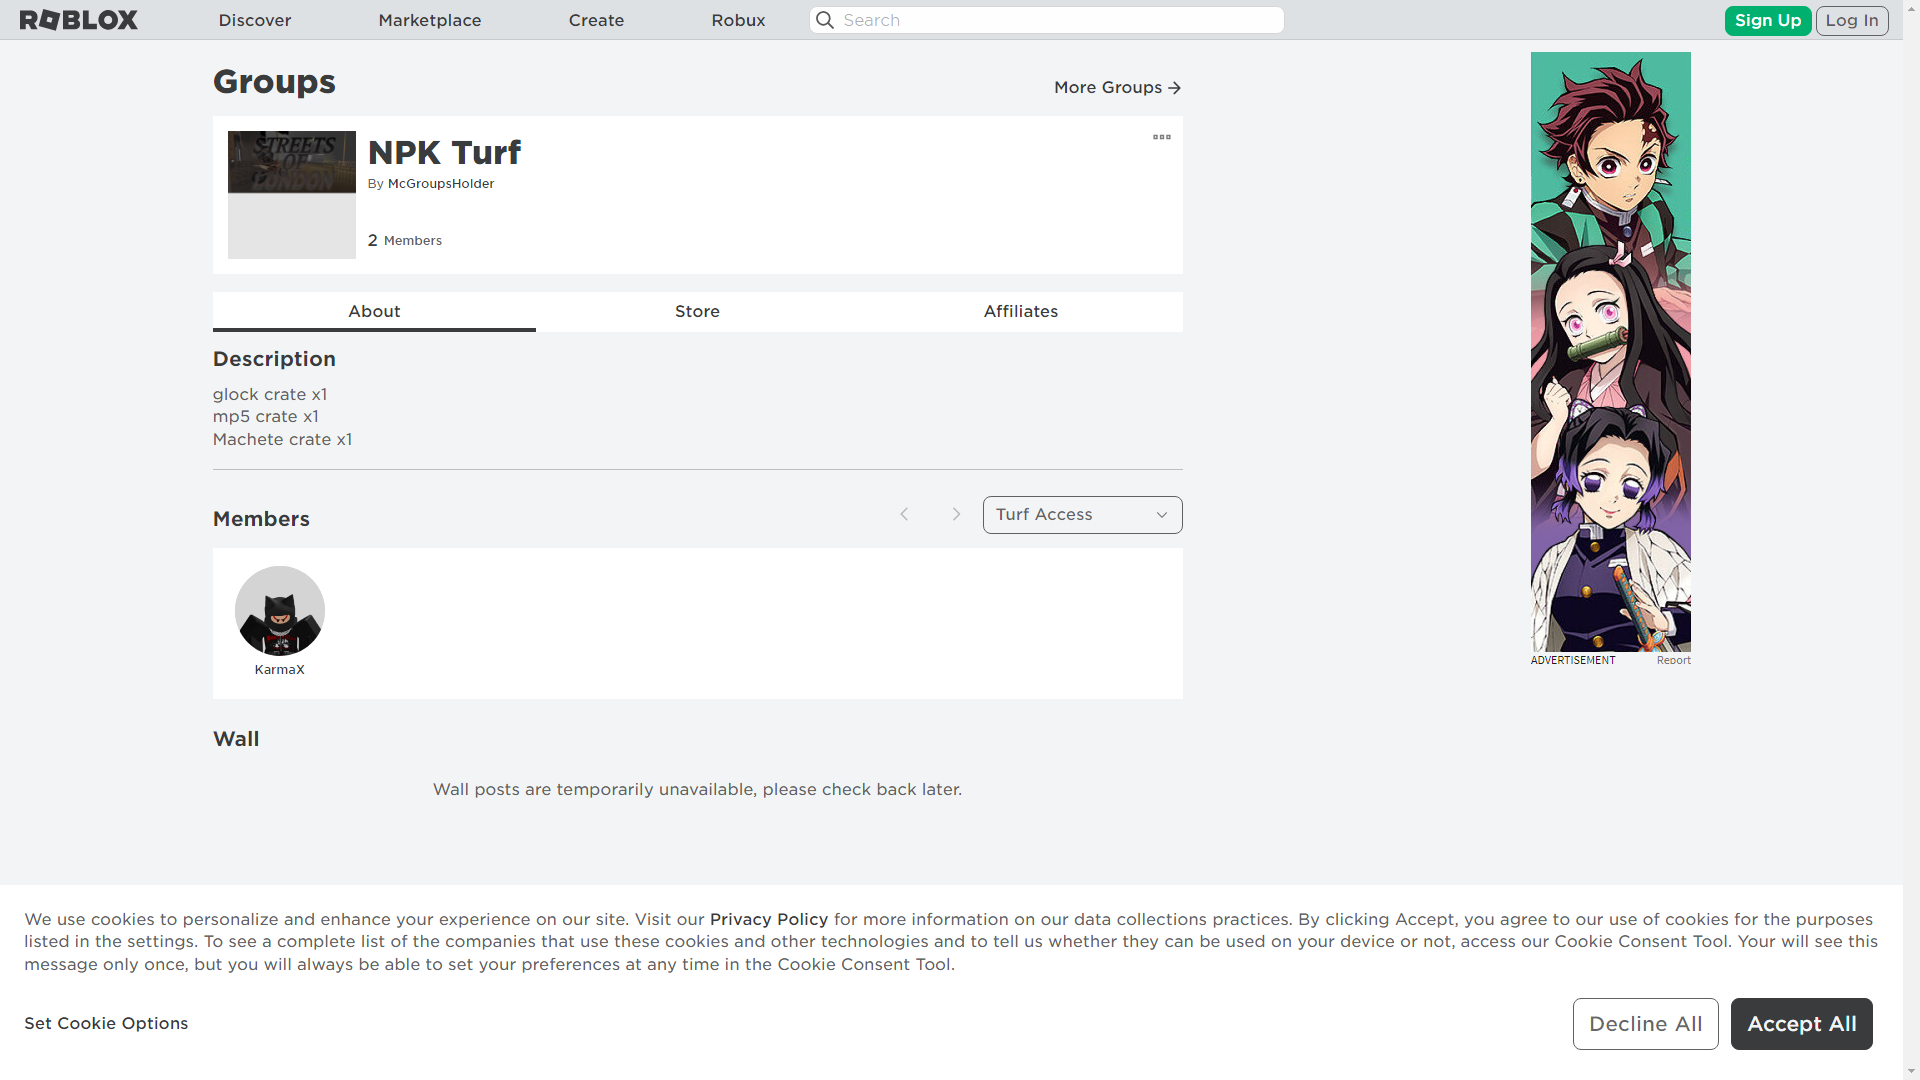 ROBLOX
Discover
Marketplace
Create
Robux
Search
Sign Up
Log In
Groups
More Groups
STREETS
OF
LONDON
NPK Turf
By McGroupsHolder
2 Members
About
Store
Affiliates
Description
glock crate x1
mp5 crate x1
Machete crate x1
Members
Turf Access
KarmaX
Wall
Wall posts are temporarily unavailable, please check back later.
ADVERTISEMENT
Report
We use cookies to personalize and enhance your experience on our site. Visit our Privacy Policy for more information on our data collections practices. By clicking Accept, you agree to our use of cookies for the purposes
listed in the settings. To see a complete list of the companies that use these cookies and other technologies and to tell us whether they can be used on your device or not, access our Cookie Consent Tool. Your will see this
message only once, but you will always be able to set your preferences at any time in the Cookie Consent Tool.
Set Cookie Options
Decline All
Accept All